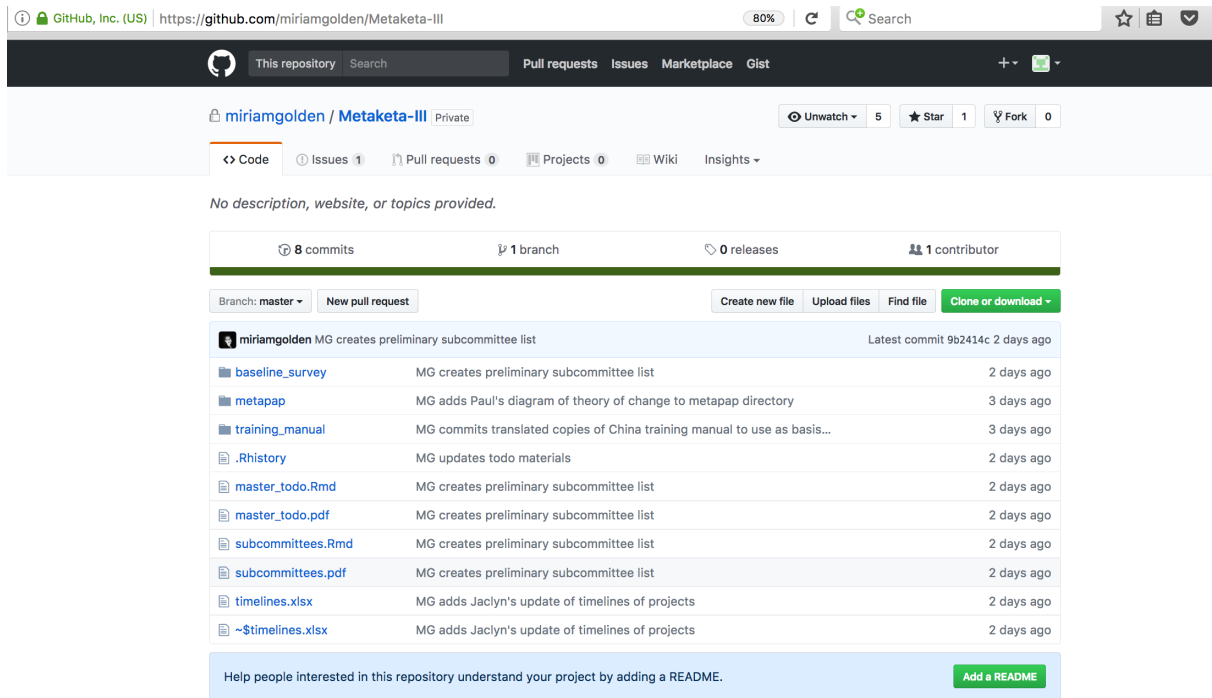 GitHub, Inc. (US) https://github.com/miriamgolden/Metaketa-III 80% Search
This repository Search Pull requests Issues Marketplace Gist
miriamgolden / Metaketa-III Private Unwatch 5 Star 1 Fork 0
Code Issues 1 Pull requests 0 Projects 0 Wiki Insights
No description, website, or topics provided.
8 commits 1 branch 0 releases 1 contributor
Branch: master New pull request Create new file Upload files Find file Clone or download
miriamgolden MG creates preliminary subcommittee list Latest commit 9b2414c 2 days ago
baseline_survey MG creates preliminary subcommittee list 2 days ago
metapap MG adds Paul's diagram of theory of change to metapap directory 3 days ago
training_manual MG commits translated copies of China training manual to use as basis... 3 days ago
.Rhistory MG updates todo materials 2 days ago
master_todo.Rmd MG creates preliminary subcommittee list 2 days ago
master_todo.pdf MG creates preliminary subcommittee list 2 days ago
subcommittees.Rmd MG creates preliminary subcommittee list 2 days ago
subcommittees.pdf MG creates preliminary subcommittee list 2 days ago
timelines.xlsx MG adds Jaclyn's update of timelines of projects 2 days ago
~$timelines.xlsx MG adds Jaclyn's update of timelines of projects 2 days ago
Help people interested in this repository understand your project by adding a README. Add a README